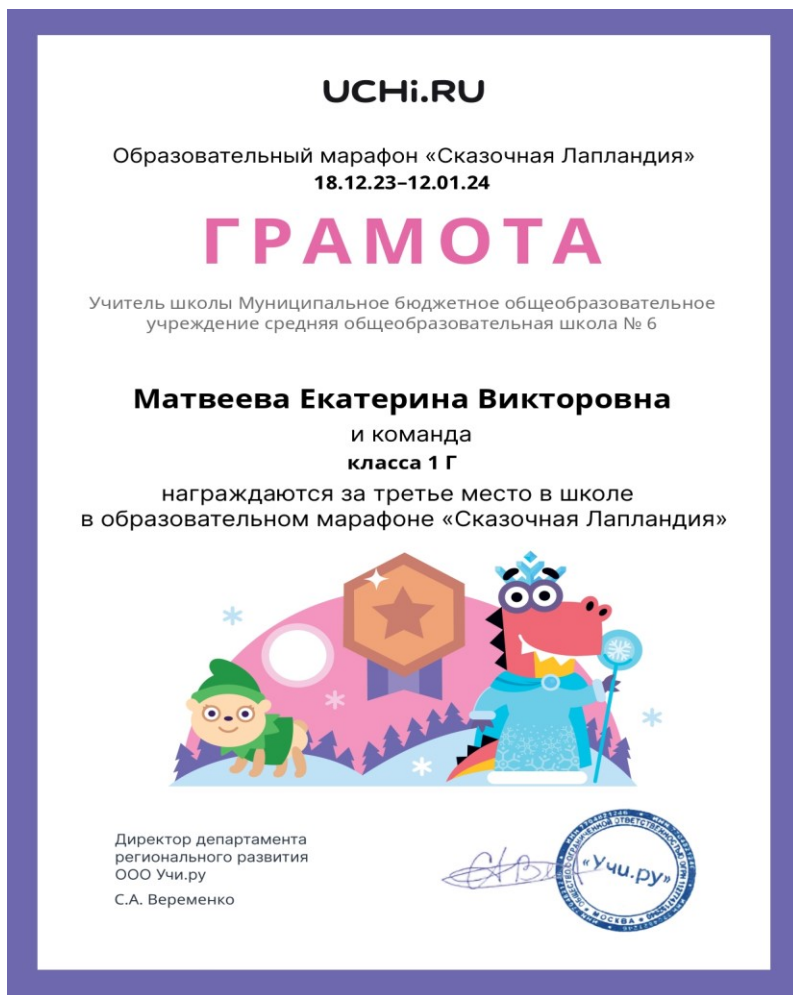 UCHi.RU
Образовательный марафон «Сказочная Лапландия»
18.12.23–12.01.24
ГРАМОТА
Учитель школы Муниципальное бюджетное общеобразовательное
учреждение средняя общеобразовательная школа № 6
Матвеева Екатерина Викторовна
и команда
класса 1 Г
награждаются за третье место в школе
в образовательном марафоне «Сказочная Лапландия»
Директор департамента
регионального развития
ООО Учи.ру
С.А. Веременко
«Учи.ру»
МОСКВА